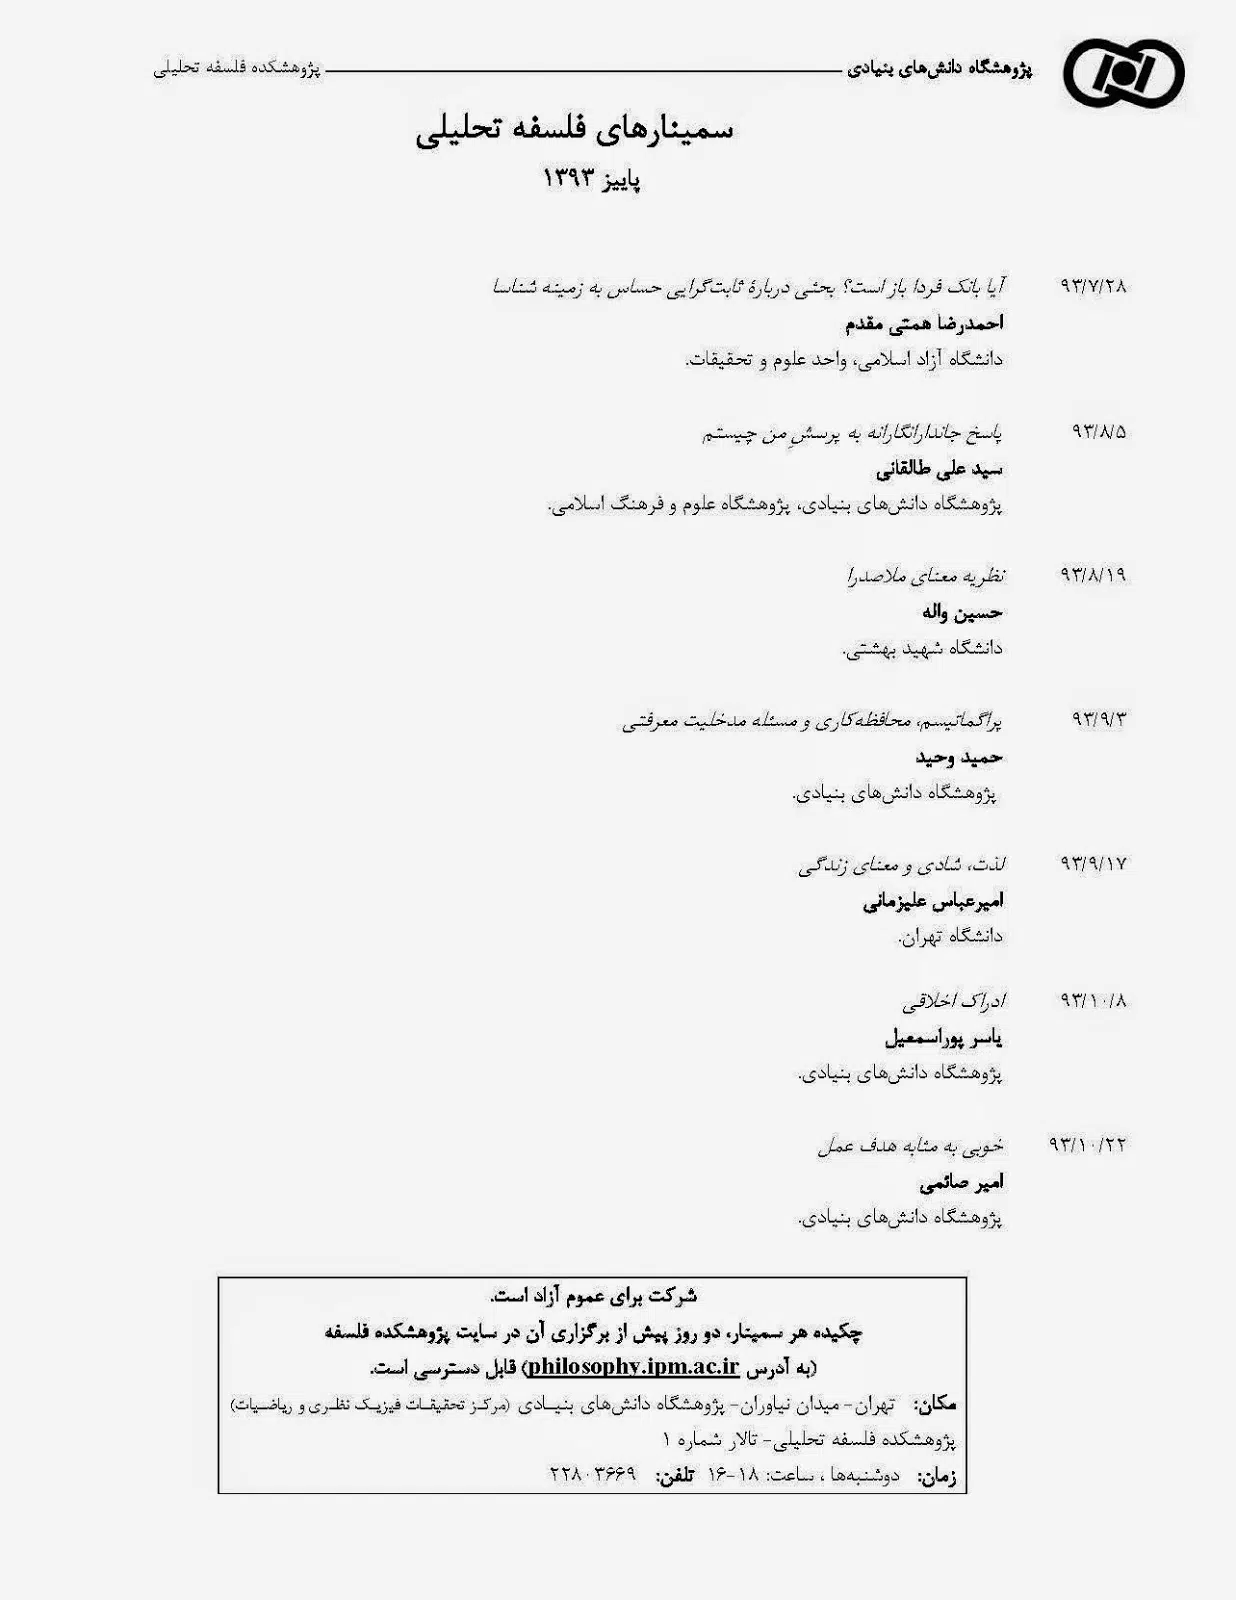 پژوهشگاه دانش‌های بنیادی پژوهشکده فلسفه تحلیلی
سمینارهای فلسفه تحلیلی
پاییز ۱۳۹۳
۹۳/۷/۲۸ آیا بانک فردا باز است؟ بحثی دربارۀ ثابت‌گرایی حساس به زمینه شناسا
احمدرضا همتی مقدم
دانشگاه آزاد اسلامی، واحد علوم و تحقیقات.
۹۳/۸/۵ پاسخ جاندارانگارانه به پرسشِ من چیستم
سید علی طالقانی
پژوهشگاه دانش‌های بنیادی، پژوهشگاه علوم و فرهنگ اسلامی.
۹۳/۸/۱۹ نظریه معنای ملاصدرا
حسین واله
دانشگاه شهید بهشتی.
۹۳/۹/۳ پراگماتیسم، محافظه‌کاری و مسئله مدخلیت معرفتی
حمید وحید
پژوهشگاه دانش‌های بنیادی.
۹۳/۹/۱۷ لذت، شادی و معنای زندگی
امیرعباس علیزمانی
دانشگاه تهران.
۹۳/۱۰/۸ ادراک اخلاقی
یاسر پوراسمعیل
پژوهشگاه دانش‌های بنیادی.
۹۳/۱۰/۲۲ خوبی به مثابه هدف عمل
امیر صائمی
پژوهشگاه دانش‌های بنیادی.
شرکت برای عموم آزاد است.
چکیده هر سمینار، دو روز پیش از برگزاری آن در سایت پژوهشکده فلسفه
(به آدرس philosophy.ipm.ac.ir) قابل دسترسی است.
مکان: تهران- میدان نیاوران- پژوهشگاه دانش‌های بنیادی (مرکز تحقیقات فیزیک نظری و ریاضیات)
پژوهشکده فلسفه تحلیلی- تالار شماره ۱
زمان: دوشنبه‌ها ، ساعت: ۱۸-۱۶ تلفن: ۲۲۸۰۳۶۶۹